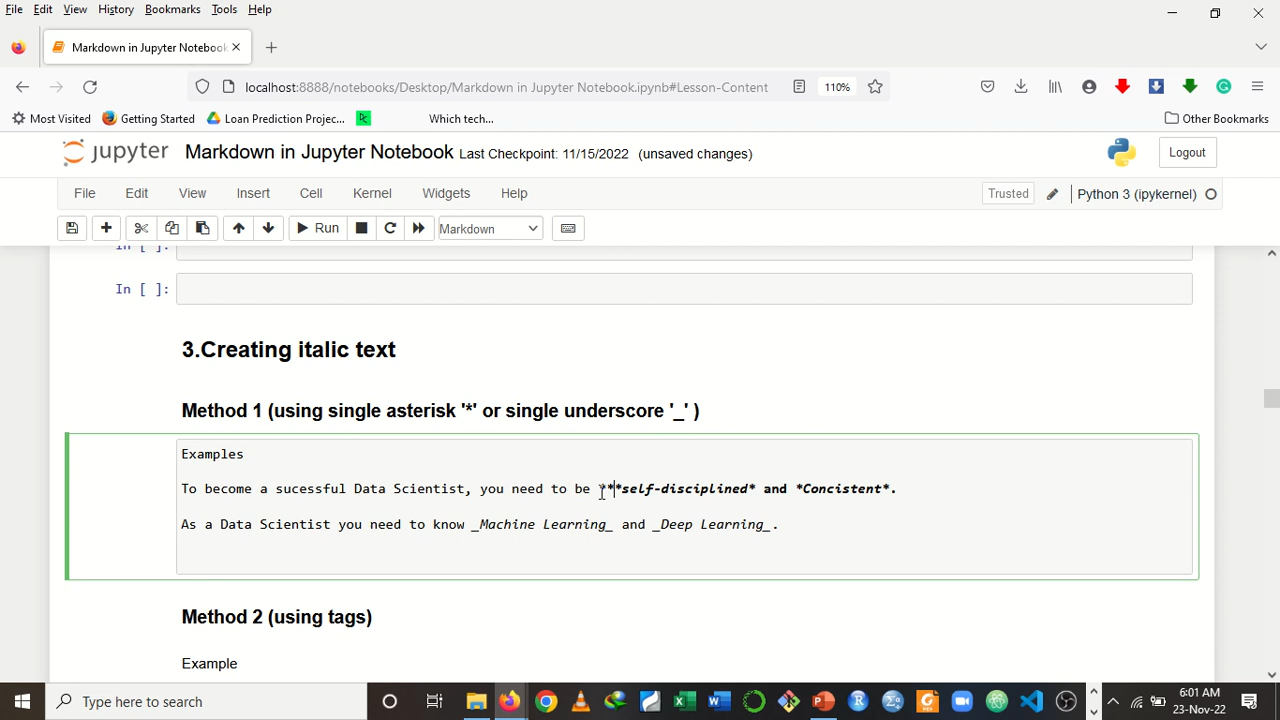 File Edit View History Bookmarks Tools Help
Markdown in Jupyter Notebook
localhost:8888/notebooks/Desktop/Markdown in Jupyter Notebook.ipynb#Lesson-Content 110%
Most Visited Getting Started Loan Prediction Projec... Which tech... Other Bookmarks
jupyter Markdown in Jupyter Notebook Last Checkpoint: 11/15/2022 (unsaved changes) Logout
File Edit View Insert Cell Kernel Widgets Help Trusted Python 3 (ipykernel)
Run Markdown
In [ ]:
In [ ]:
3.Creating italic text
Method 1 (using single asterisk '*' or single underscore '_' )
Examples
To become a sucessful Data Scientist, you need to be ***self-disciplined* and *Concistent*.
As a Data Scientist you need to know _Machine Learning_ and _Deep Learning_.
Method 2 (using tags)
Example
Type here to search
6:01 AM
23-Nov-22